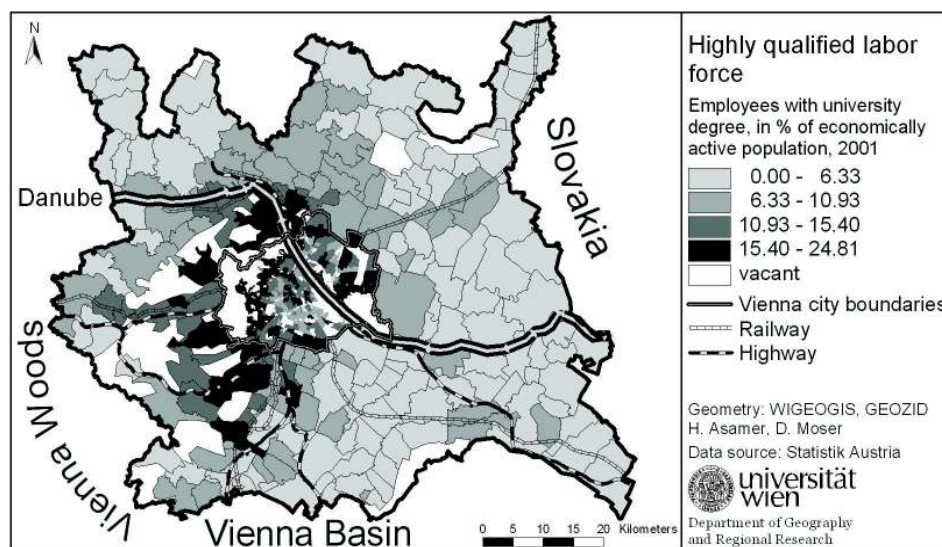 N
Danube
Slovakia
Vienna Woods
Vienna Basin
0 5 10 15 20 Kilometers
Highly qualified labor
force
Employees with university
degree, in % of economically
active population, 2001
0.00 - 6.33
6.33 - 10.93
10.93 - 15.40
15.40 - 24.81
vacant
Vienna city boundaries
Railway
Highway
Geometry: WIGEOGIS, GEOZID
H. Asamer, D. Moser
Data source: Statistik Austria
universität
wien
Department of Geography
and Regional Research